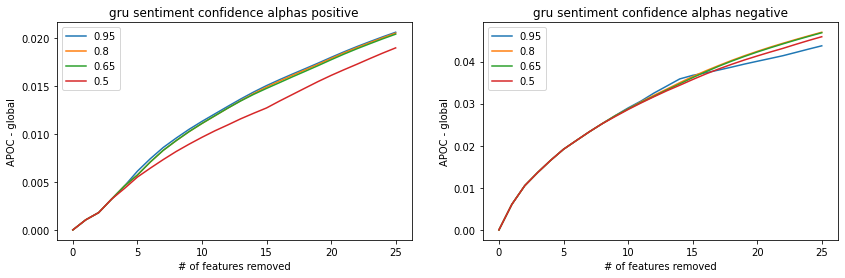 gru sentiment confidence alphas positive
0.95
0.8
0.65
0.5
APOC - global
0.020
0.015
0.010
0.005
0.000
0 5 10 15 20 25
# of features removed
gru sentiment confidence alphas negative
0.95
0.8
0.65
0.5
APOC - global
0.04
0.03
0.02
0.01
0.00
0 5 10 15 20 25
# of features removed